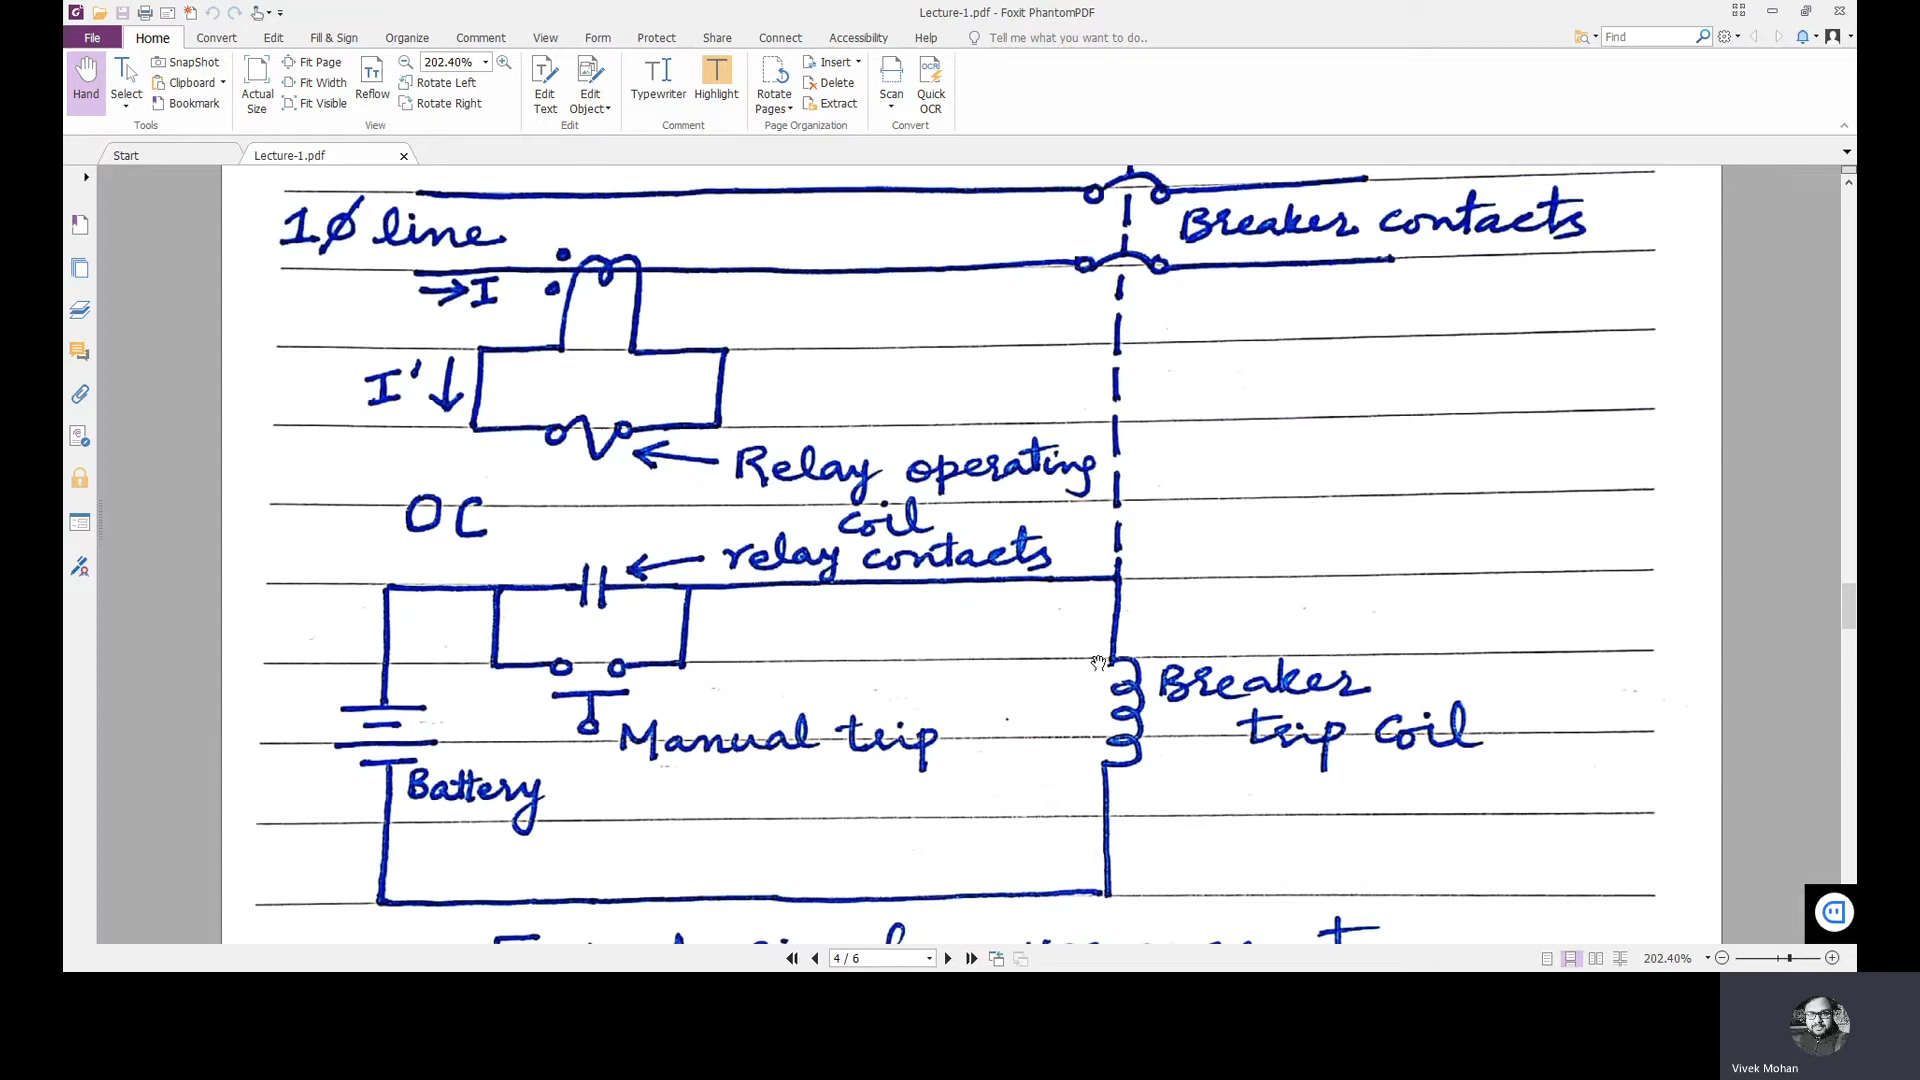 Lecture-1.pdf - Foxit PhantomPDF
File Home Convert Edit Fill & Sign Organize Comment View Form Protect Share Connect Accessibility Help Tell me what you want to do.. Find
Hand Select SnapShot Clipboard Bookmark
Tools
Actual Size Fit Page Fit Width Fit Visible Reflow 202.40% Rotate Left Rotate Right
View
Edit Text Edit Object
Edit
Typewriter Highlight
Comment
Rotate Pages Insert Delete Extract
Page Organization
Scan Quick OCR
Convert
Start Lecture-1.pdf
1ø line
Breaker contacts
→I
I'↓
Relay operating
coil
OC
relay contacts
Breaker
trip coil
Manual trip
Battery
4 / 6
202.40%
Vivek Mohan